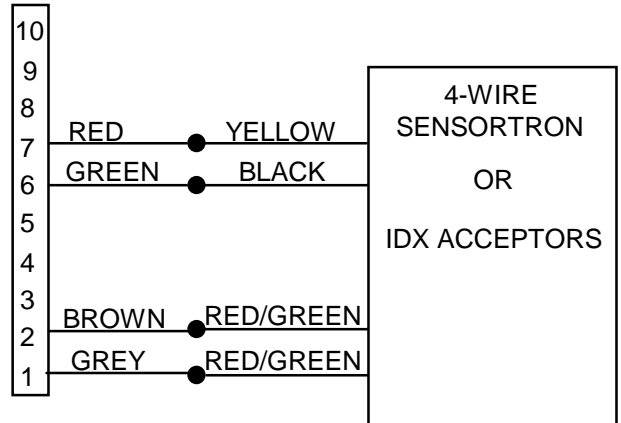 10
9
8
7
6
5
4
3
2
1
RED
YELLOW
GREEN
BLACK
BROWN
RED/GREEN
GREY
RED/GREEN
4-WIRE
SENSORTRON
OR
IDX ACCEPTORS